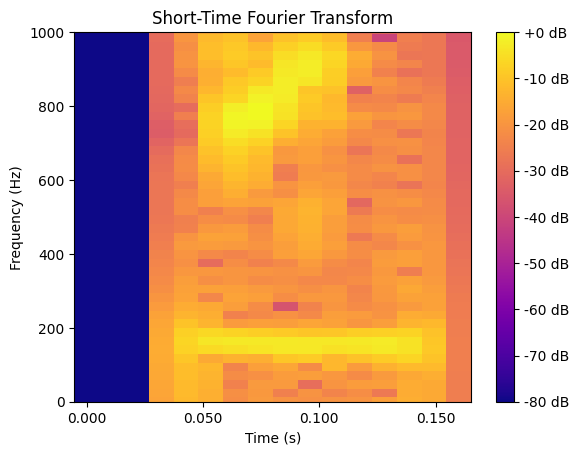 Short-Time Fourier Transform
1000
800
600
400
200
0
Frequency (Hz)
0.000
0.050
0.100
0.150
Time (s)
+0 dB
-10 dB
-20 dB
-30 dB
-40 dB
-50 dB
-60 dB
-70 dB
-80 dB